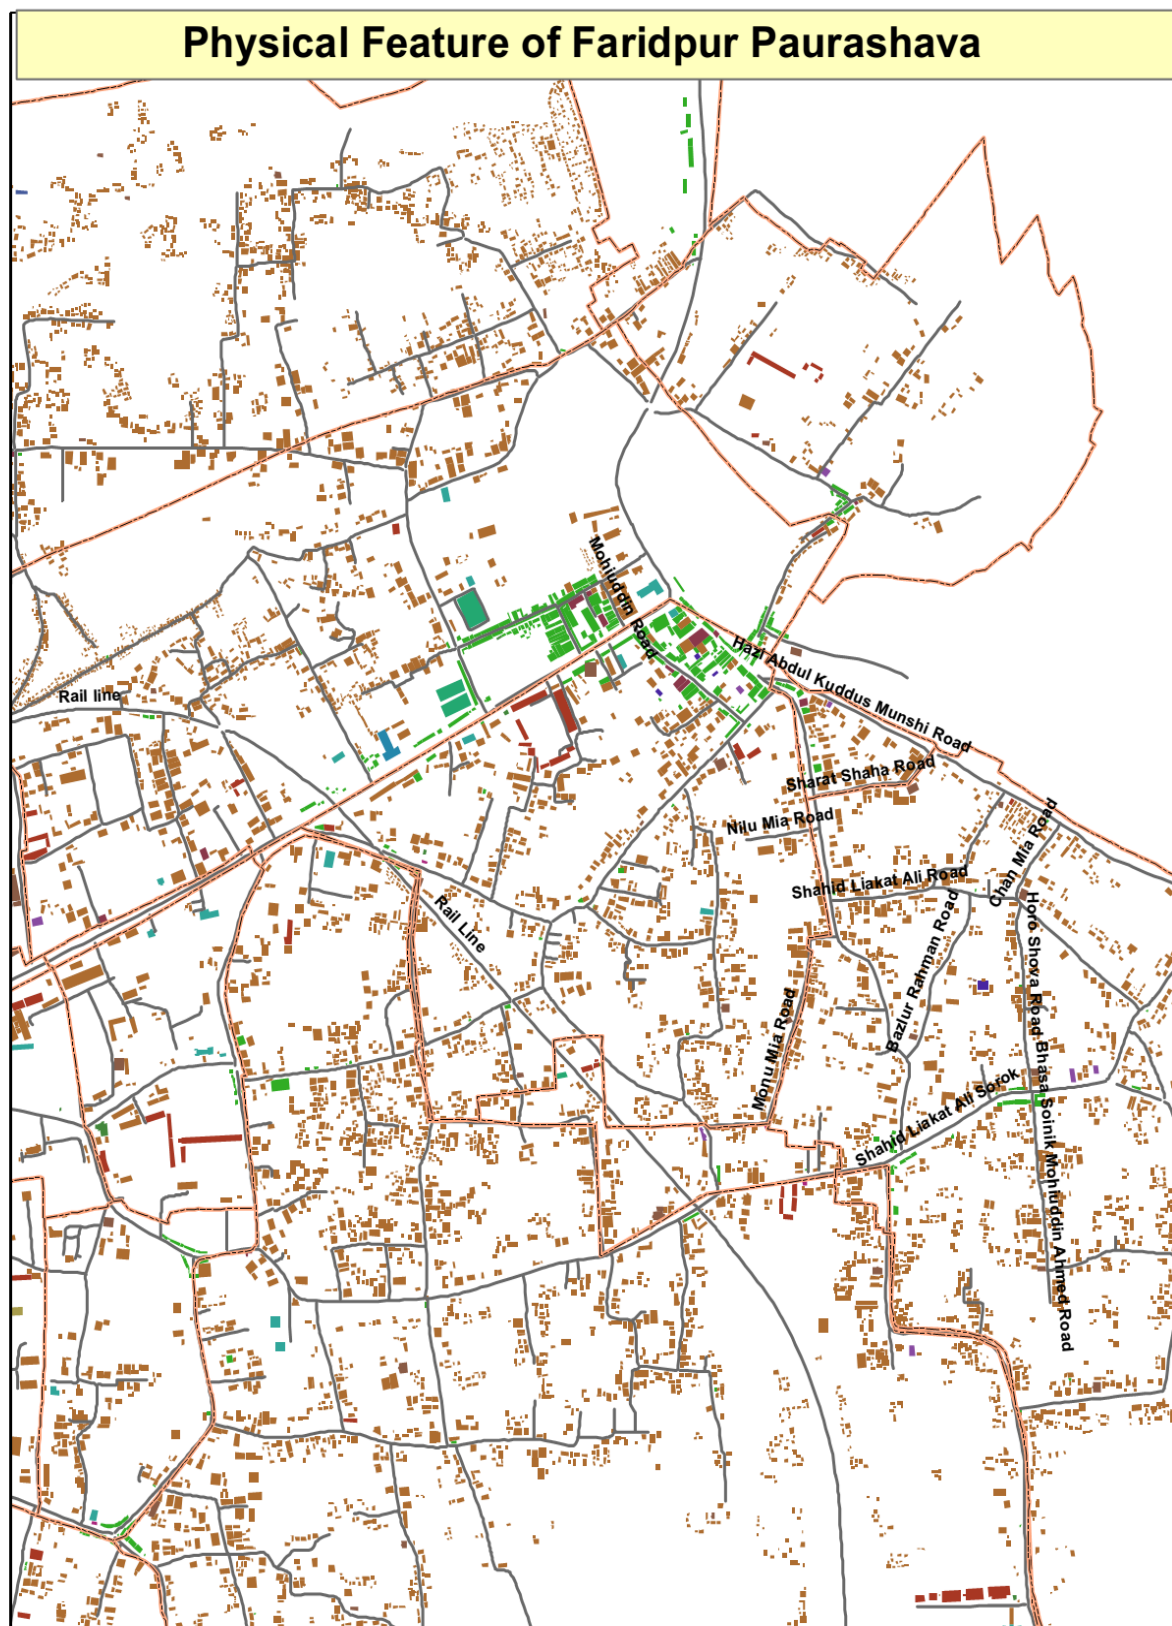 Physical Feature of Faridpur Paurashava
Mohiuddin Road
Hazi Abdul Kuddus Munshi Road
Rail line
Sharat Shaha Road
Nilu Mia Road
Chan Mia Road
Shahid Liakat Ali Road
Rail Line
Bazlur Rahman Road
Horo Shova Road
Monu Mia Road
Bhasa Soinik Mohiuddin Ahmed Road
Shahid Liakat Ali Sorok